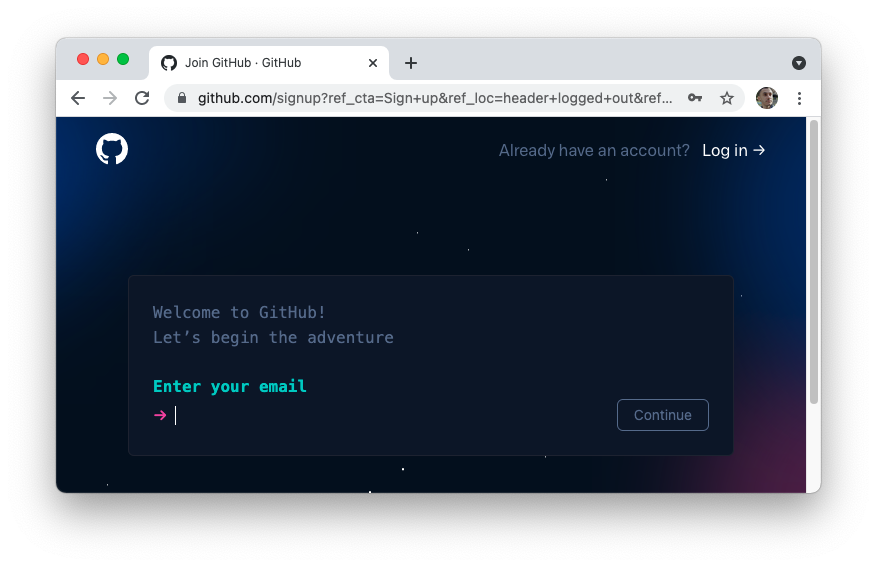 Join GitHub · GitHub
github.com/signup?ref_cta=Sign+up&ref_loc=header+logged+out&ref...
Already have an account? Log in →
Welcome to GitHub!
Let’s begin the adventure
Enter your email
→
Continue